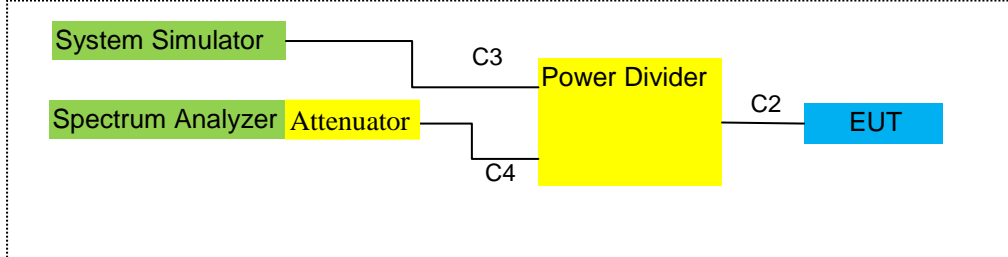 System Simulator
C3
Power Divider
Spectrum Analyzer Attenuator
C2
EUT
C4